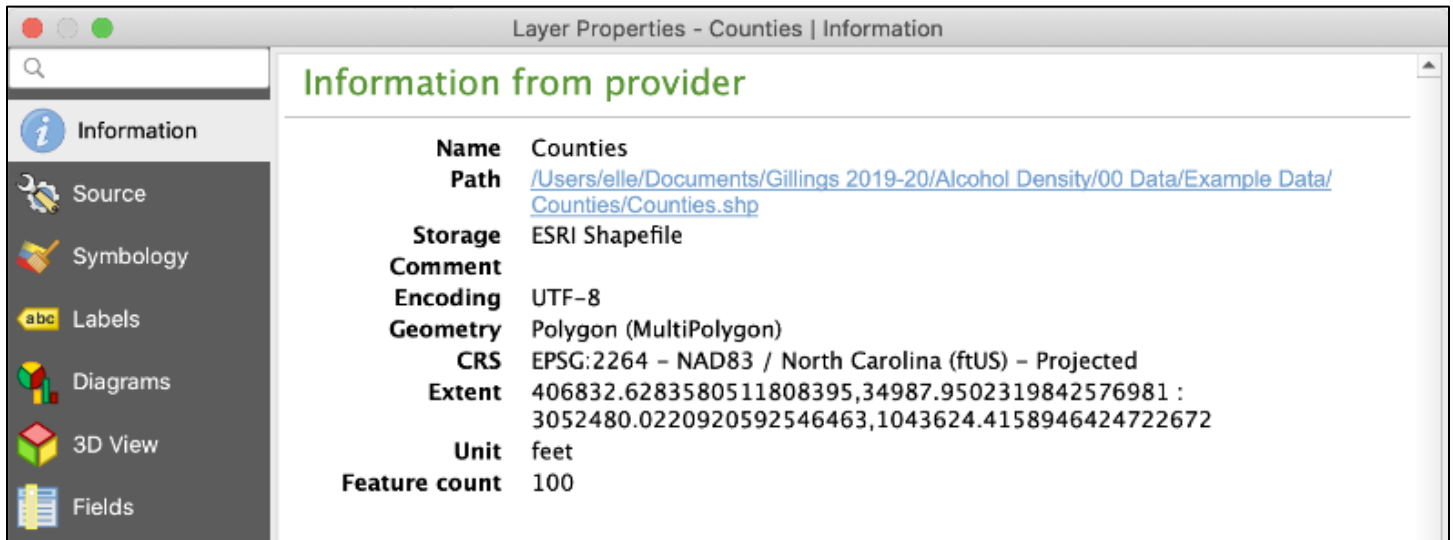 Layer Properties - Counties | Information
Information
Source
Symbology
abc Labels
Diagrams
3D View
Fields
Information from provider
Name Counties
Path /Users/elle/Documents/Gillings 2019-20/Alcohol Density/00 Data/Example Data/
Counties/Counties.shp
Storage ESRI Shapefile
Comment
Encoding UTF-8
Geometry Polygon (MultiPolygon)
CRS EPSG:2264 – NAD83 / North Carolina (ftUS) – Projected
Extent 406832.6283580511808395,34987.9502319842576981 :
3052480.0220920592546463,1043624.4158946424722672
Unit feet
Feature count 100